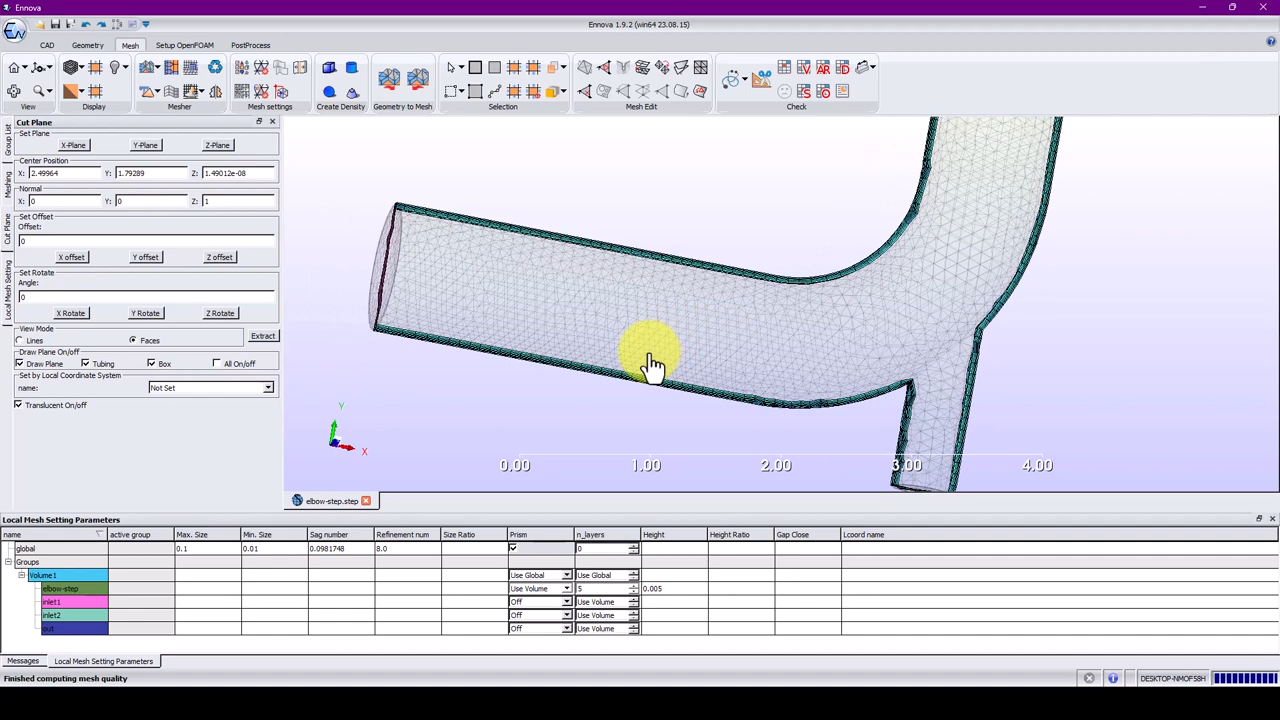 Ennova
Ennova 1.9.2 (win64 23.08.15)
CAD
Geometry
Mesh
Setup OpenFOAM
PostProcess
View
Display
Mesher
Mesh settings
Create Density
Geometry to Mesh
Selection
Mesh Edit
Check
Cut Plane
Set Plane
X-Plane
Y-Plane
Z-Plane
Center Position
X: 2.49964 Y: 1.79289 Z: 1.49012e-08
Normal
X: 0 Y: 0 Z: 1
Set Offset
Offset:
0
X offset
Y offset
Z offset
Set Rotate
Angle:
0
X Rotate
Y Rotate
Z Rotate
View Mode
Lines
Faces
Extract
Draw Plane On/off
Draw Plane
Tubing
Box
All On/off
Set by Local Coordinate System
name: Not Set
Translucent On/off
Group List
Meshing
Cut Plane
Local Mesh Setting
Y
X
0.00 1.00 2.00 3.00 4.00
elbow-step.step
Local Mesh Setting Parameters
name active group Max. Size Min. Size Sag number Refinement num Size Ratio Prism n_layers Height Height Ratio Gap Close Lcoord name
global 0.1 0.01 0.0981748 8.0 0
Groups
Volume1 Use Global Use Global
elbow-step Use Volume 5 0.005
inlet1 Off Use Volume
inlet2 Off Use Volume
out Off Use Volume
Messages
Local Mesh Setting Parameters
Finished computing mesh quality
DESKTOP-NMOF58H